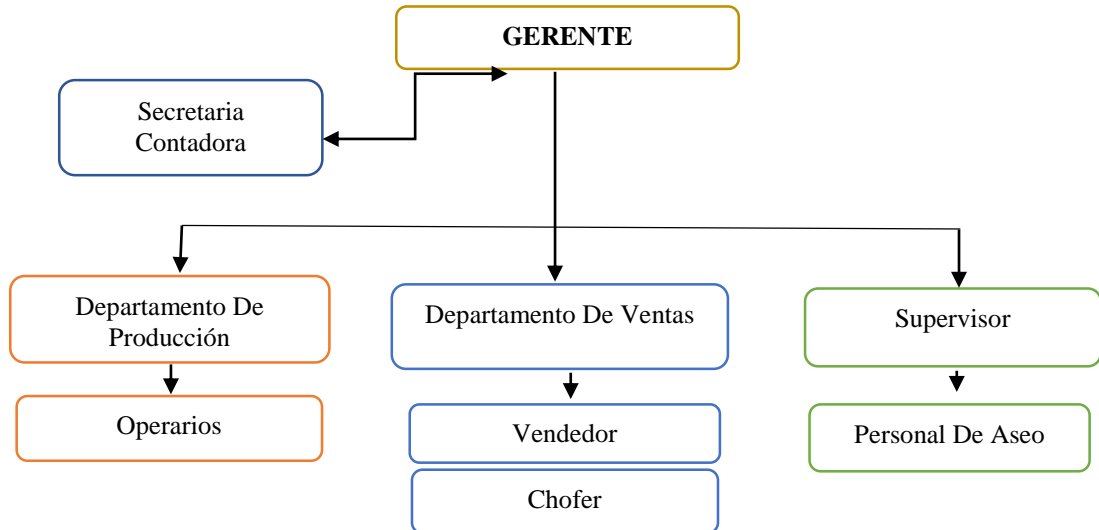 GERENTE
Secretaria
Contadora
Departamento De
Producción
Departamento De Ventas
Supervisor
Operarios
Vendedor
Personal De Aseo
Chofer